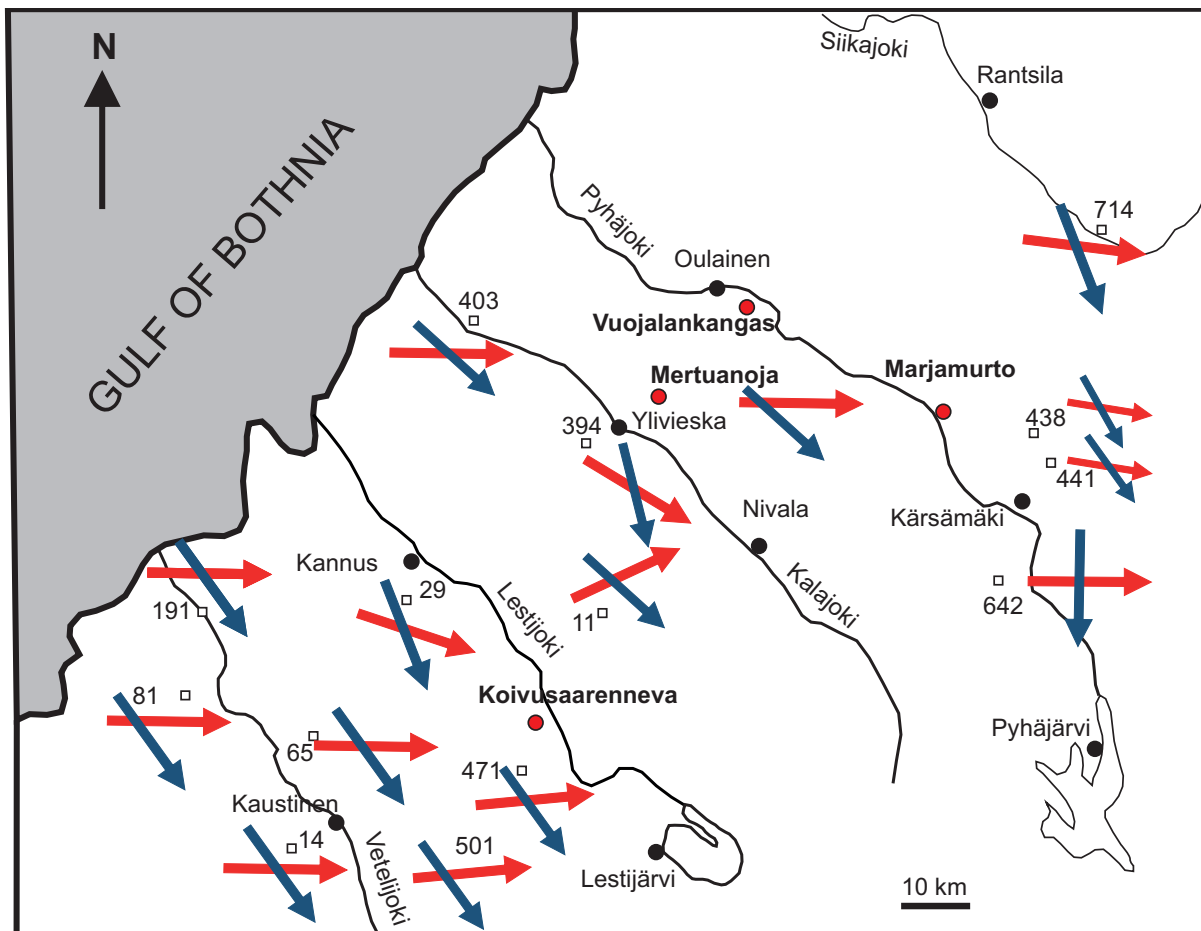 N
GULF OF BOTHNIA
Siikajoki
Rantsila
714
Pyhäjoki
Oulainen
403
Vuojalankangas
Mertuanoja
Marjamurto
394
Ylivieska
438
441
Nivala
Kärsämäki
Kannus
29
Lestijoki
Kalajoki
191
11
642
81
Koivusaarenneva
65
471
Pyhäjärvi
Kaustinen
14
Vetelijoki
501
Lestijärvi
10 km